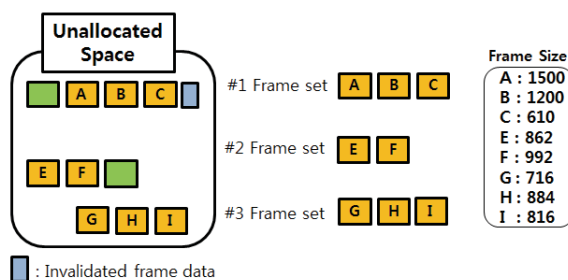 Unallocated
Space
A B C
E F
G H I
#1 Frame set A B C
#2 Frame set E F
#3 Frame set G H I
Frame Size
A : 1500
B : 1200
C : 610
E : 862
F : 992
G : 716
H : 884
I : 816
: Invalidated frame data